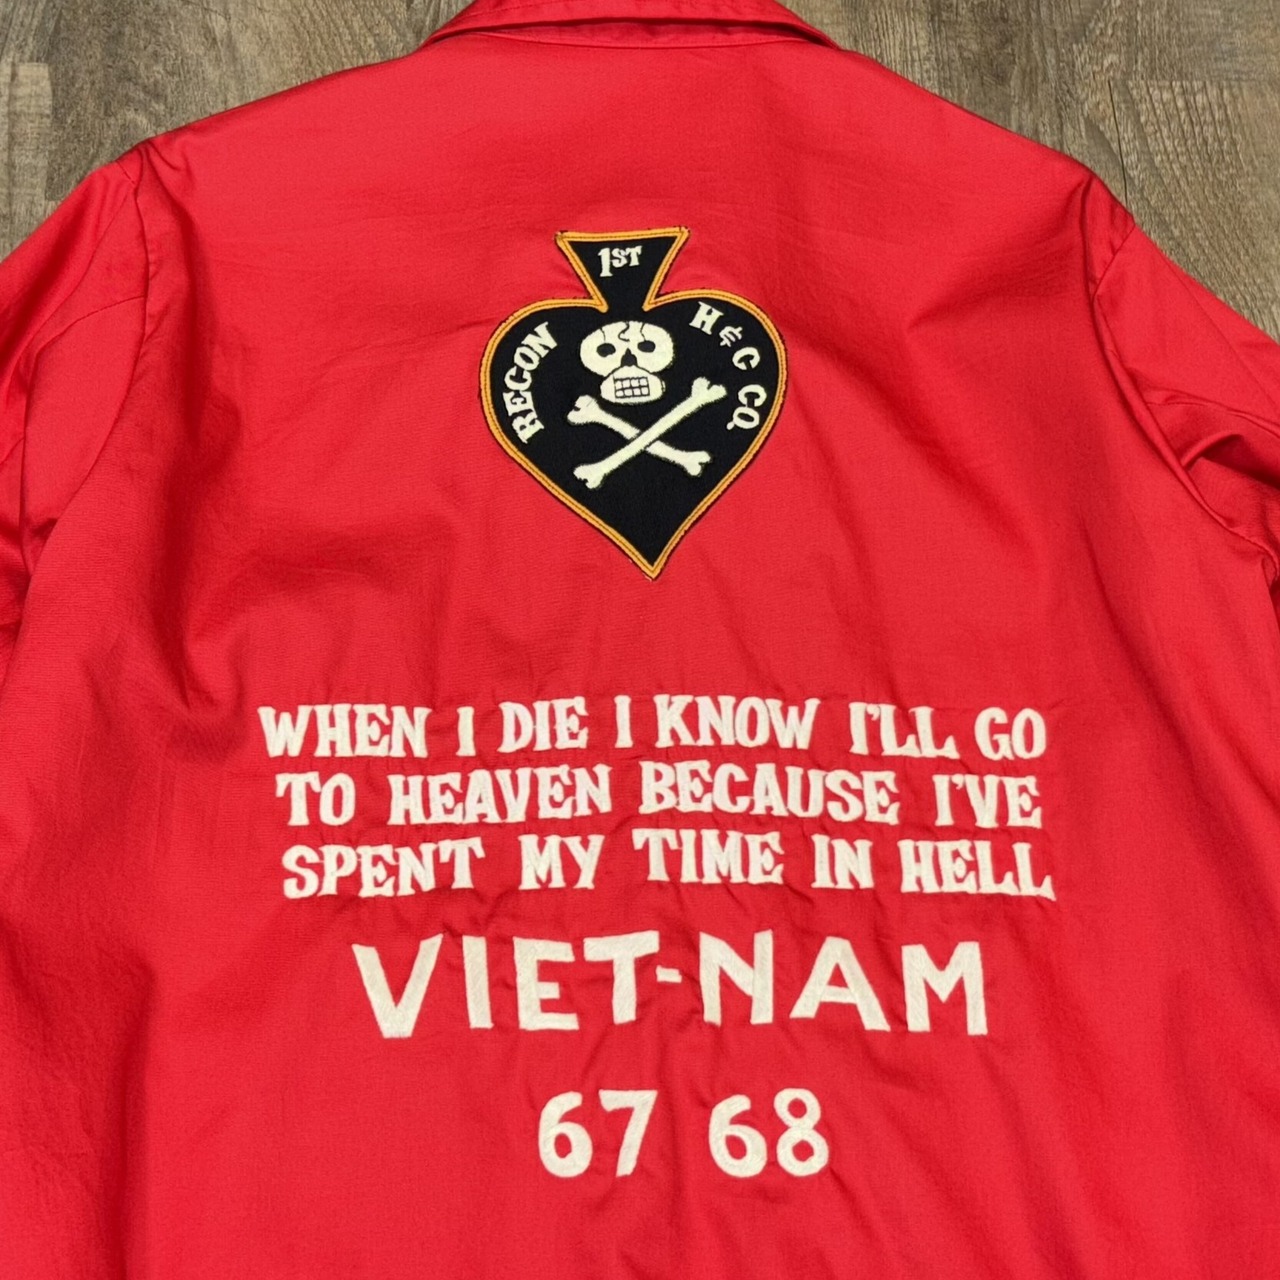 1ST
RECON
H & C CO.
WHEN I DIE I KNOW I'LL GO
TO HEAVEN BECAUSE I'VE
SPENT MY TIME IN HELL
VIET-NAM
67 68